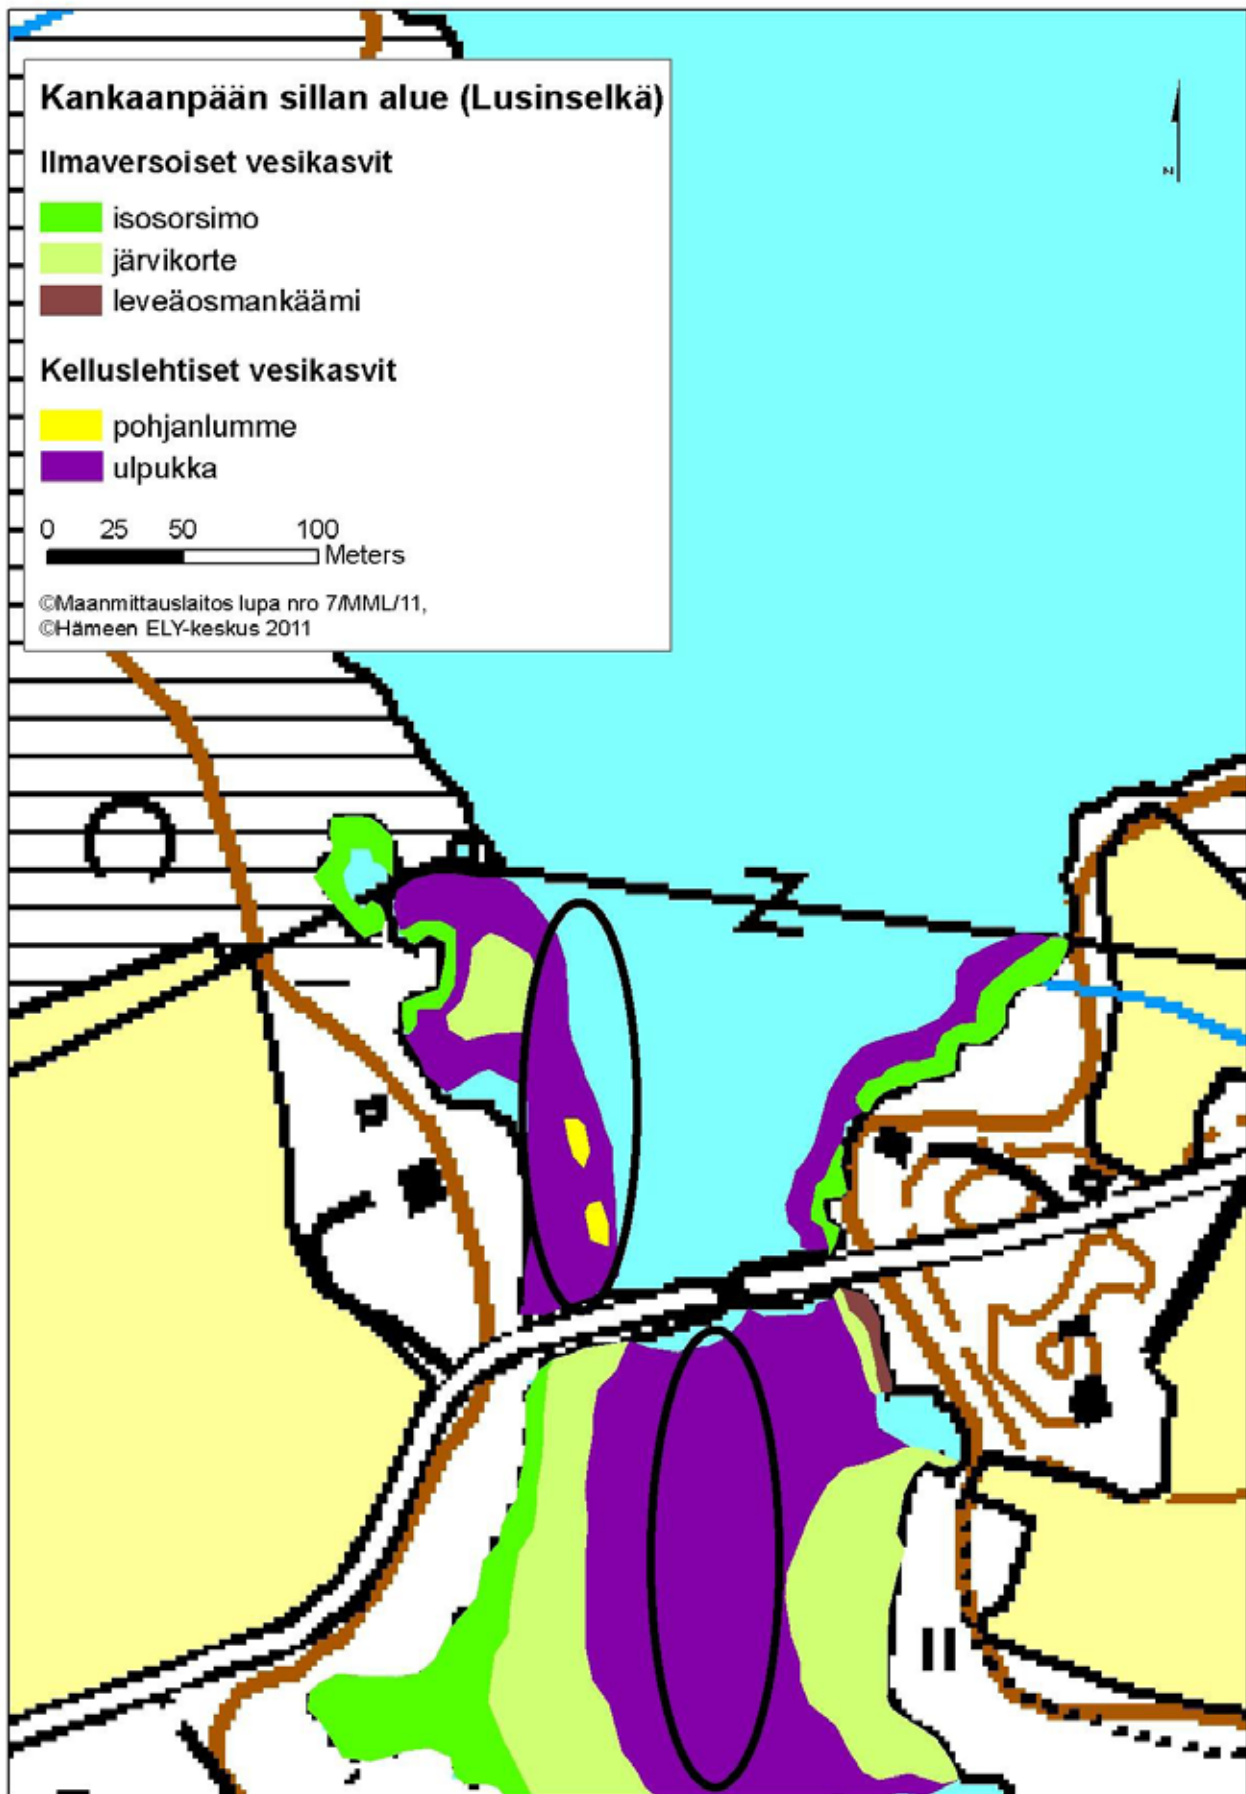 Kankaanpään sillan alue (Lusinselkä)
Ilmaversoiset vesikasvit
isosorsimo
järvikorte
leveäosmankäämi
Kelluslehtiset vesikasvit
pohjanlumme
ulpukka
0 25 50 100
Meters
©Maanmittauslaitos lupa nro 7/MML/11,
©Hämeen ELY-keskus 2011
z